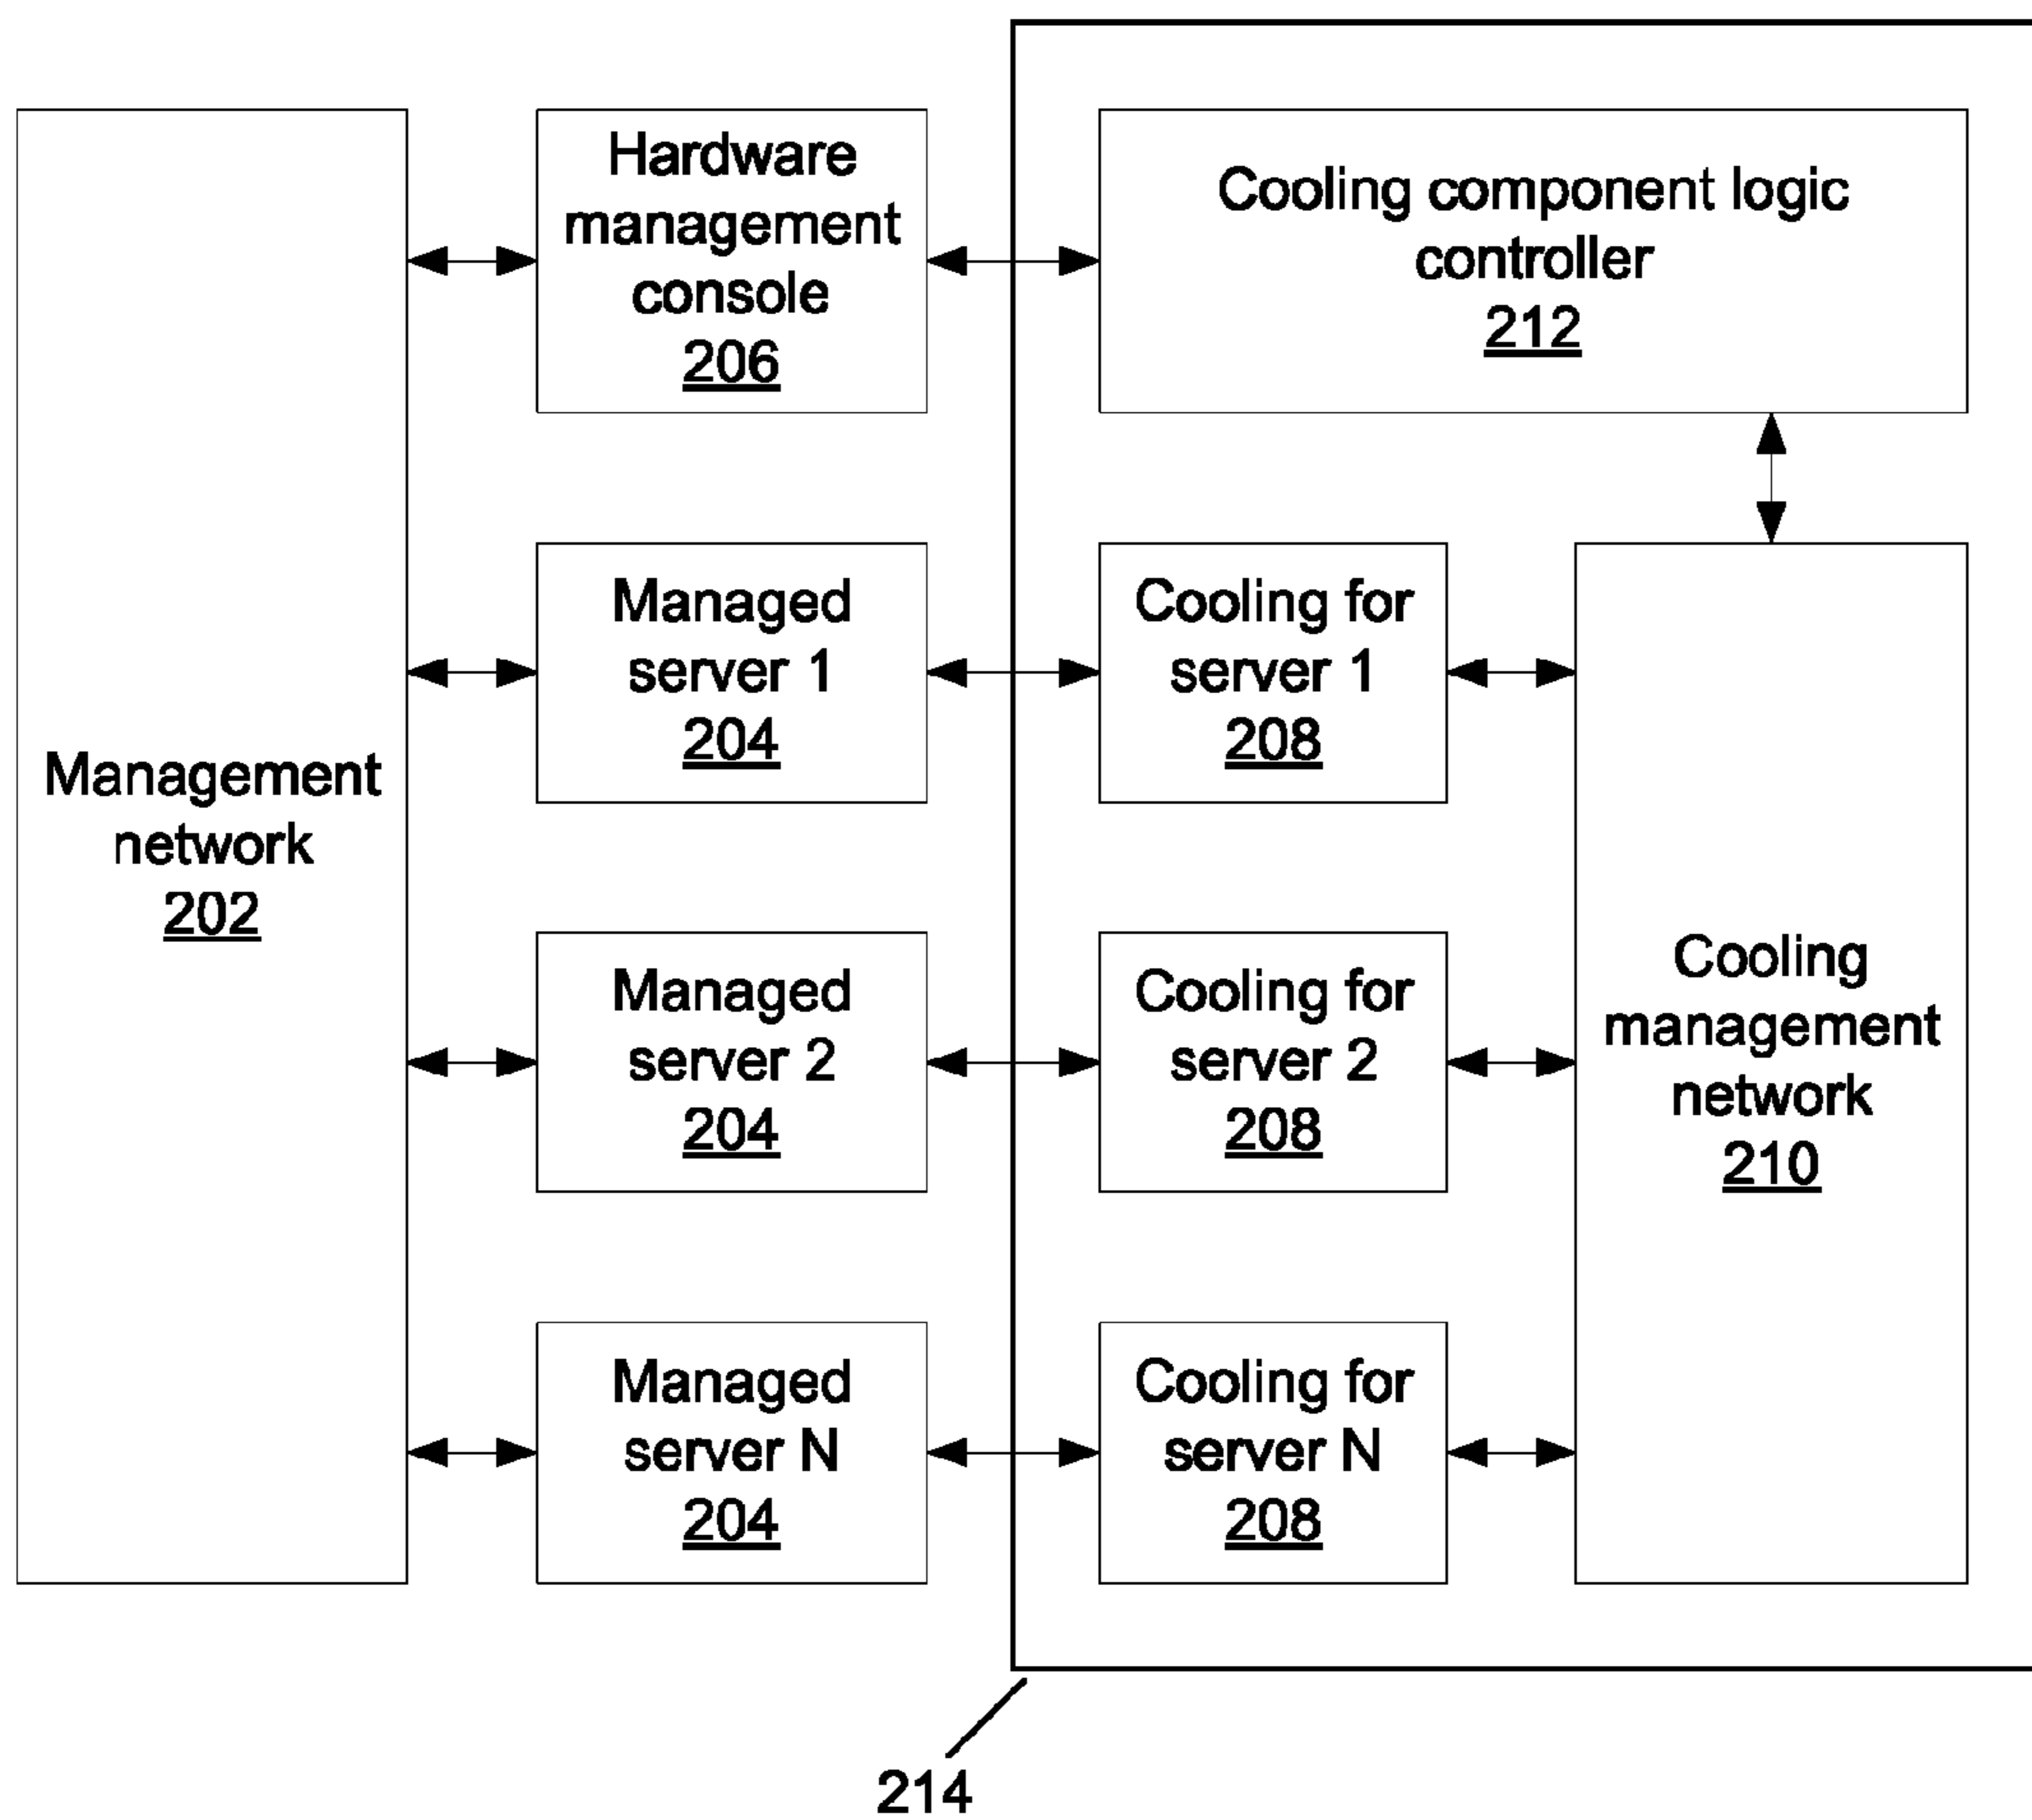 Hardware
management
console
206
Cooling component logic
controller
212
Managed
server 1
204
Cooling for
server 1
208
Management
network
202
Managed
server 2
204
Cooling for
server 2
208
Cooling
management
network
210
Managed
server N
204
Cooling for
server N
208
214